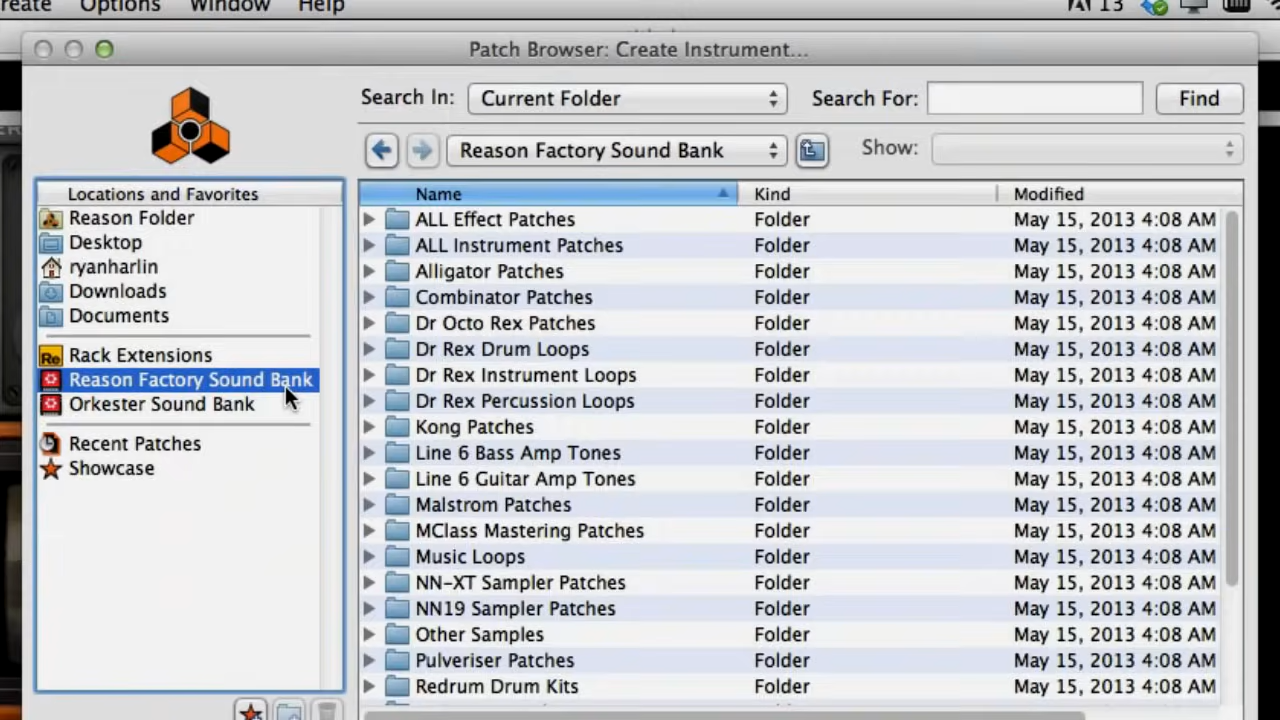 reate Options Window Help 13
Patch Browser: Create Instrument...
Search In: Current Folder Search For: Find
Reason Factory Sound Bank Show:
Locations and Favorites
Reason Folder
Desktop
ryanharlin
Downloads
Documents
Re Rack Extensions
Reason Factory Sound Bank
Orkester Sound Bank
Recent Patches
Showcase
Name Kind Modified
ALL Effect Patches Folder May 15, 2013 4:08 AM
ALL Instrument Patches Folder May 15, 2013 4:08 AM
Alligator Patches Folder May 15, 2013 4:08 AM
Combinator Patches Folder May 15, 2013 4:08 AM
Dr Octo Rex Patches Folder May 15, 2013 4:08 AM
Dr Rex Drum Loops Folder May 15, 2013 4:08 AM
Dr Rex Instrument Loops Folder May 15, 2013 4:08 AM
Dr Rex Percussion Loops Folder May 15, 2013 4:08 AM
Kong Patches Folder May 15, 2013 4:08 AM
Line 6 Bass Amp Tones Folder May 15, 2013 4:08 AM
Line 6 Guitar Amp Tones Folder May 15, 2013 4:08 AM
Malstrom Patches Folder May 15, 2013 4:08 AM
MClass Mastering Patches Folder May 15, 2013 4:08 AM
Music Loops Folder May 15, 2013 4:08 AM
NN-XT Sampler Patches Folder May 15, 2013 4:08 AM
NN19 Sampler Patches Folder May 15, 2013 4:08 AM
Other Samples Folder May 15, 2013 4:08 AM
Pulveriser Patches Folder May 15, 2013 4:08 AM
Redrum Drum Kits Folder May 15, 2013 4:08 AM